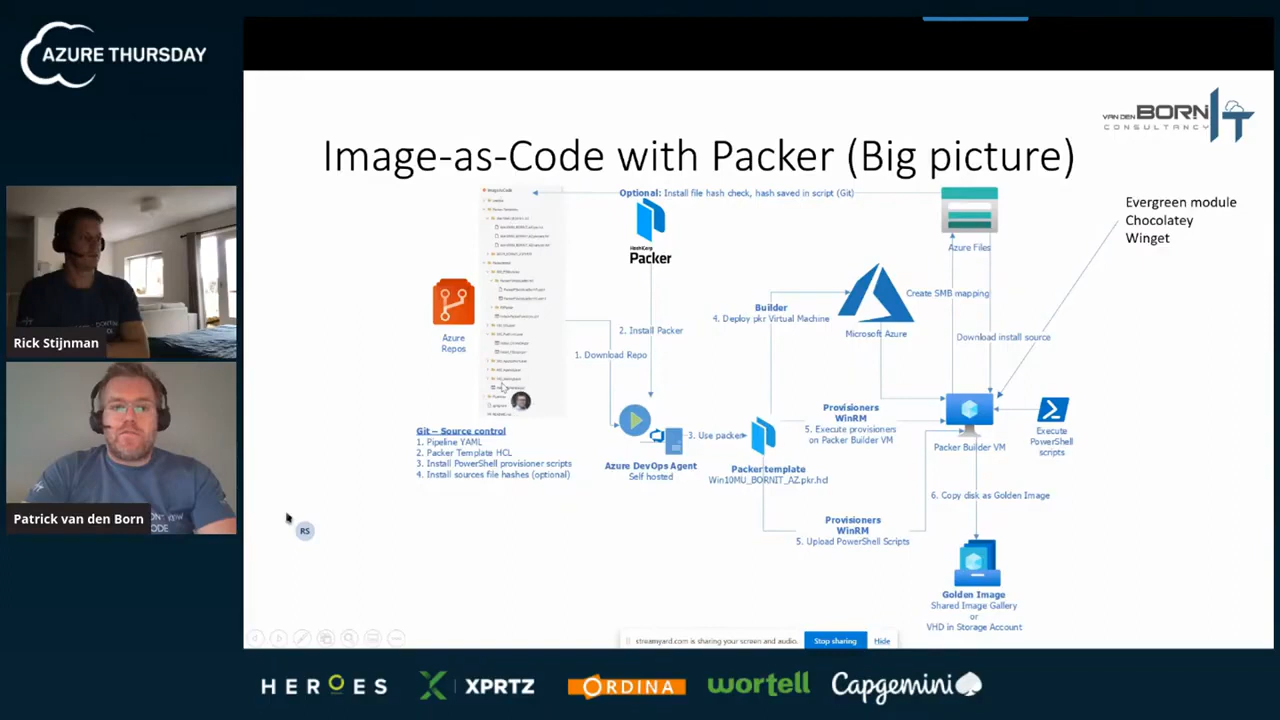 AZURE THURSDAY
VAN DEN BORN IT
CONSULTANCY
Image-as-Code with Packer (Big picture)
Optional: Install file hash check, hash saved in script (Git)
Evergreen module
Chocolatey
Winget
HashiCorp
Packer
Azure Files
Azure
Repos
Builder
4. Deploy pkr Virtual Machine
Create SMB mapping
Microsoft Azure
2. Install Packer
1. Download Repo
Download install source
Rick Stijnman
Git – Source control
1. Pipeline YAML
2. Packer Template HCL
3. Install PowerShell provisioner scripts
4. Install sources file hashes (optional)
Azure DevOps Agent
Self hosted
3. Use packer
Packer template
Win10MU_BORNIT_AZ.pkr.hcl
Provisioners
WinRM
5. Execute provisioners
on Packer Builder VM
Packer Builder VM
Execute
PowerShell
scripts
6. Copy disk as Golden Image
Provisioners
WinRM
5. Upload PowerShell Scripts
Patrick van den Born
RS
Golden Image
Shared Image Gallery
or
VHD in Storage Account
streamyard.com is sharing your screen and audio.
Stop sharing
Hide
HEROES
XPRTZ
ORDINA
wortell
Capgemini